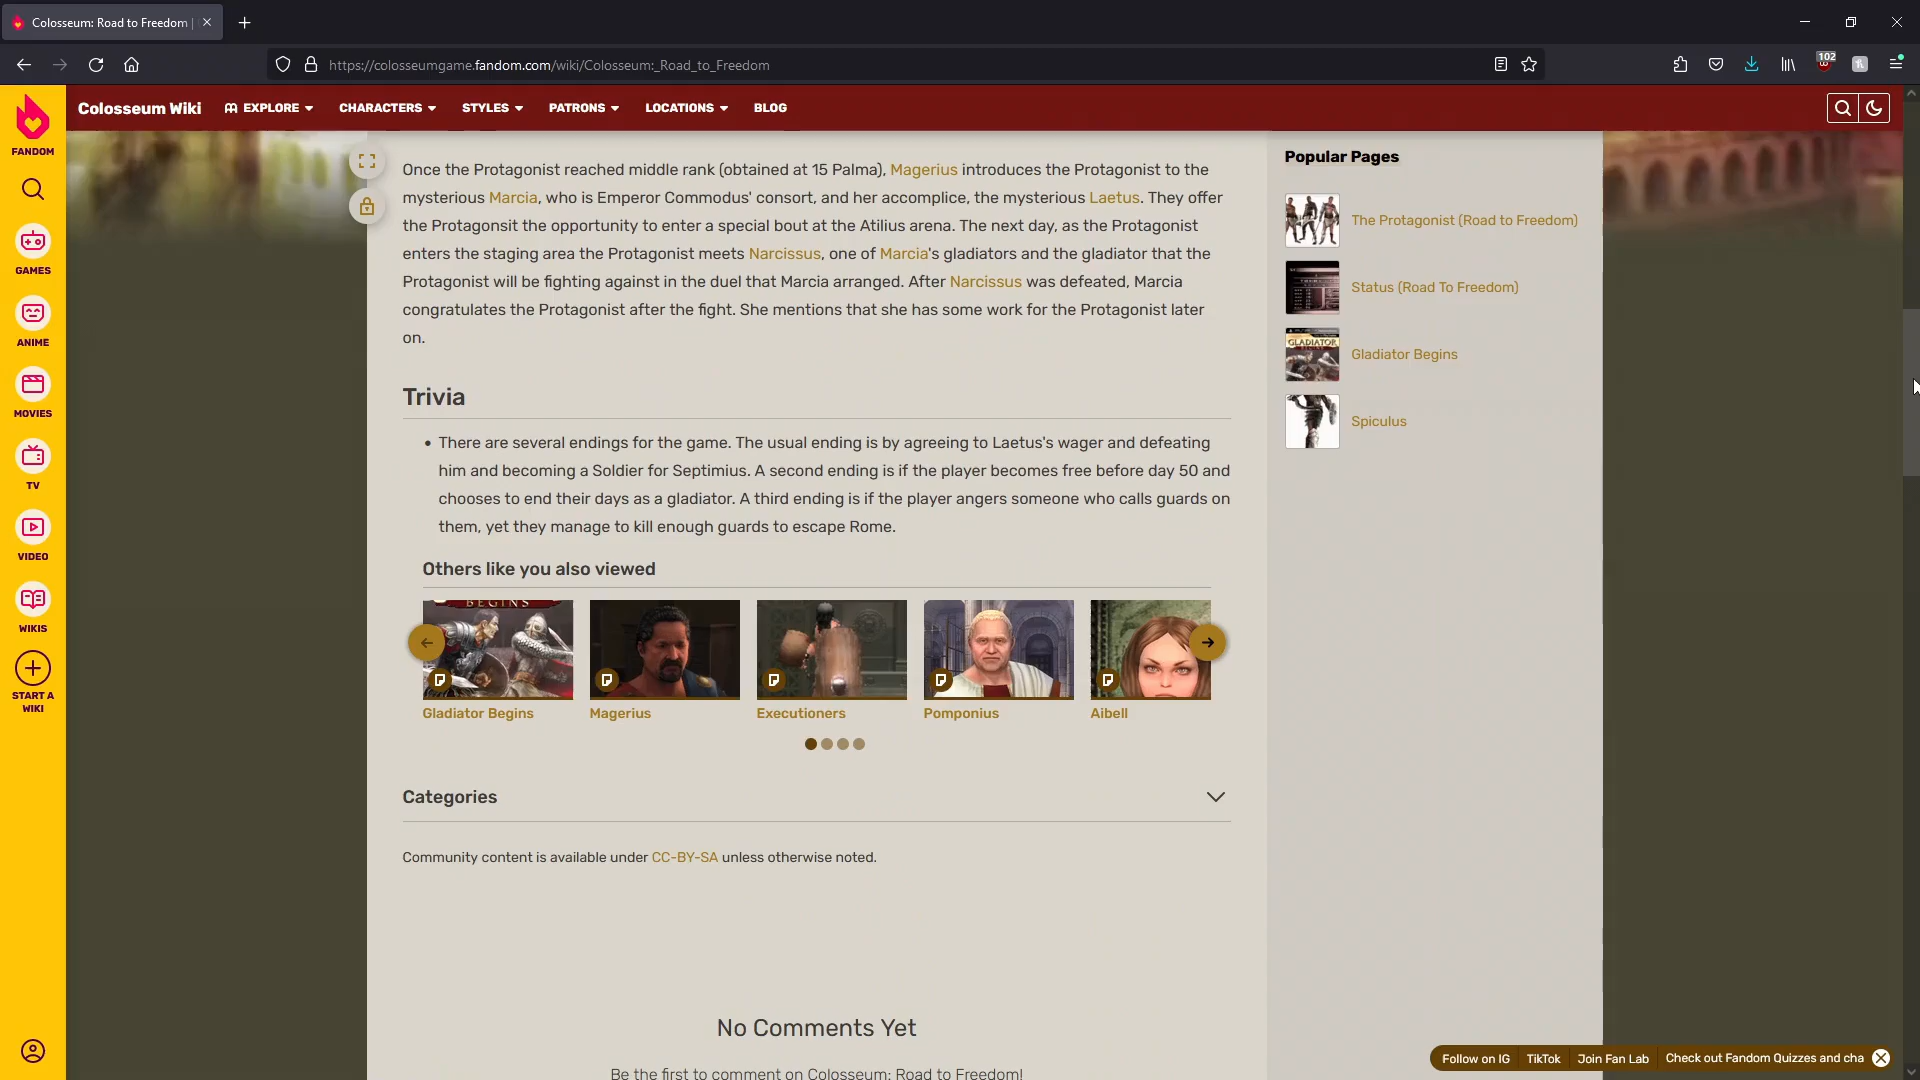 Colosseum: Road to Freedom |
102
https://colosseumgame.fandom.com/wiki/Colosseum:_Road_to_Freedom
Colosseum Wiki
EXPLORE
CHARACTERS
STYLES
PATRONS
LOCATIONS
BLOG
FANDOM
GAMES
ANIME
MOVIES
TV
VIDEO
WIKIS
START A
WIKI
Once the Protagonist reached middle rank (obtained at 15 Palma), Magerius introduces the Protagonist to the
mysterious Marcia, who is Emperor Commodus' consort, and her accomplice, the mysterious Laetus. They offer
the Protagonsit the opportunity to enter a special bout at the Atilius arena. The next day, as the Protagonist
enters the staging area the Protagonist meets Narcissus, one of Marcia's gladiators and the gladiator that the
Protagonist will be fighting against in the duel that Marcia arranged. After Narcissus was defeated, Marcia
congratulates the Protagonist after the fight. She mentions that she has some work for the Protagonist later
on.
Trivia
• There are several endings for the game. The usual ending is by agreeing to Laetus's wager and defeating
him and becoming a Soldier for Septimius. A second ending is if the player becomes free before day 50 and
chooses to end their days as a gladiator. A third ending is if the player angers someone who calls guards on
them, yet they manage to kill enough guards to escape Rome.
Others like you also viewed
BEGINS
Gladiator Begins
Magerius
Executioners
Pomponius
Aibell
Categories
Community content is available under CC-BY-SA unless otherwise noted.
No Comments Yet
Be the first to comment on Colosseum: Road to Freedom!
Popular Pages
The Protagonist (Road to Freedom)
Status (Road To Freedom)
GLADIATOR
Gladiator Begins
Spiculus
Follow on IG
TikTok
Join Fan Lab
Check out Fandom Quizzes and cha